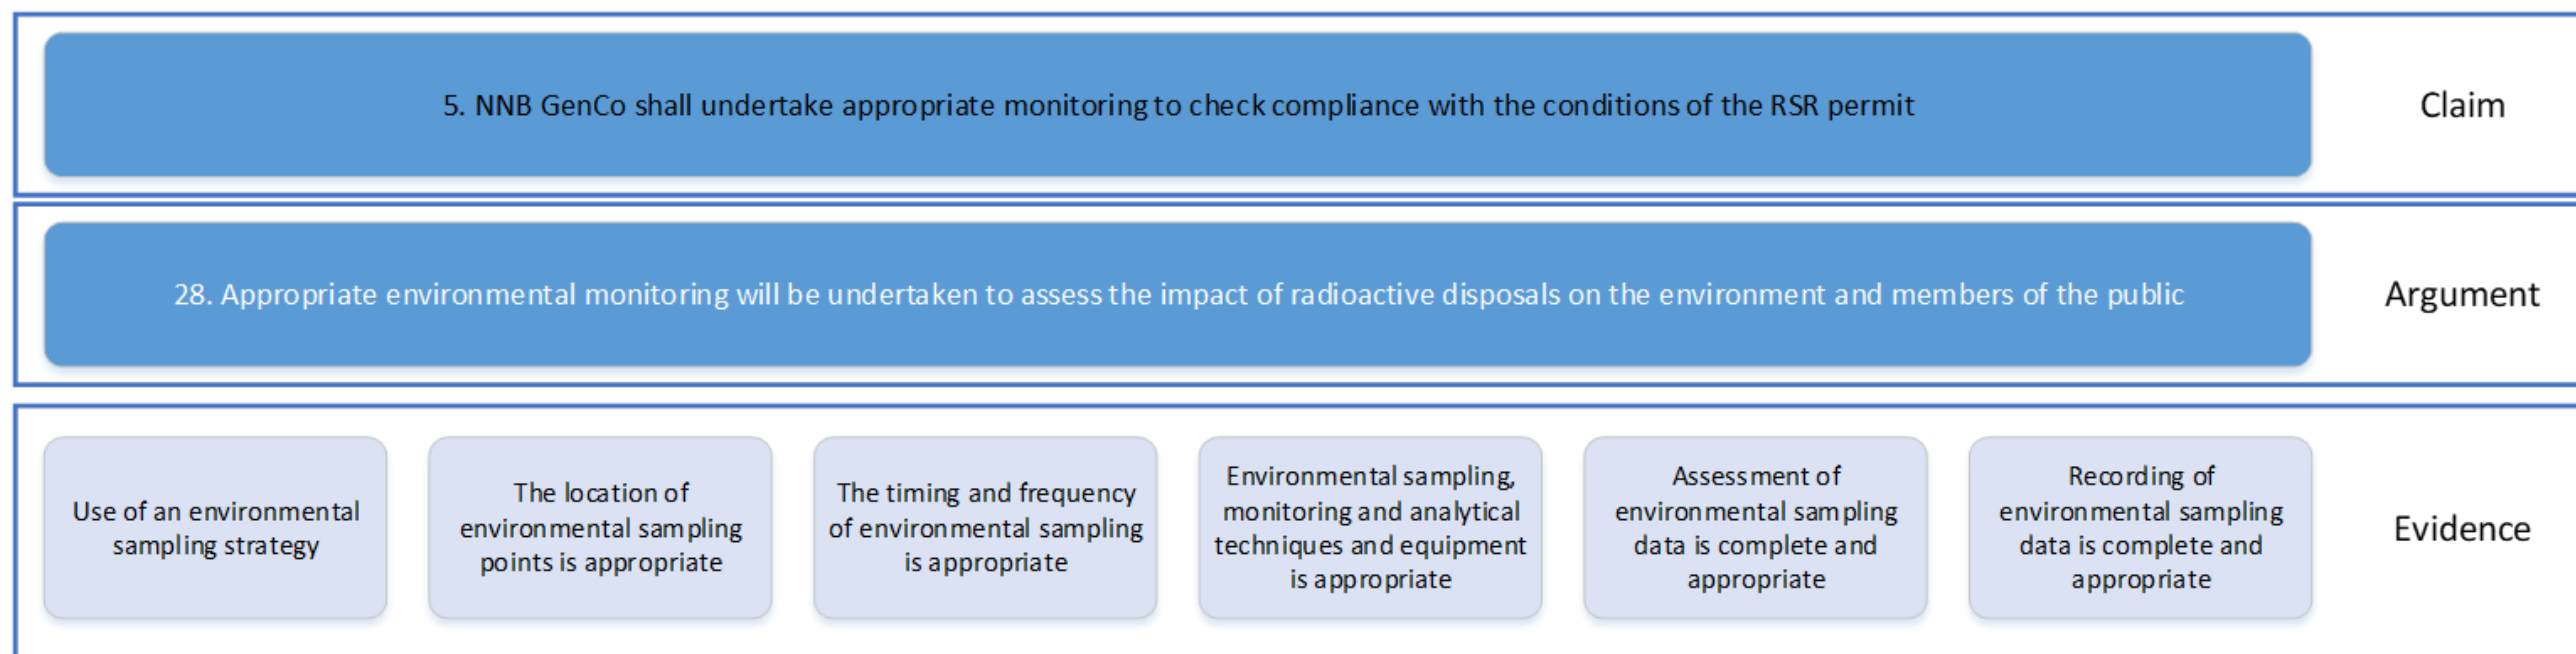 5. NNB GenCo shall undertake appropriate monitoring to check compliance with the conditions of the RSR permit
Claim
28. Appropriate environmental monitoring will be undertaken to assess the impact of radioactive disposals on the environment and members of the public
Argument
Use of an environmental
sampling strategy
The location of
environmental sampling
points is appropriate
The timing and frequency
of environmental sampling
is appropriate
Environmental sampling,
monitoring and analytical
techniques and equipment
is appropriate
Assessment of
environmental sampling
data is complete and
appropriate
Recording of
environmental sampling
data is complete and
appropriate
Evidence